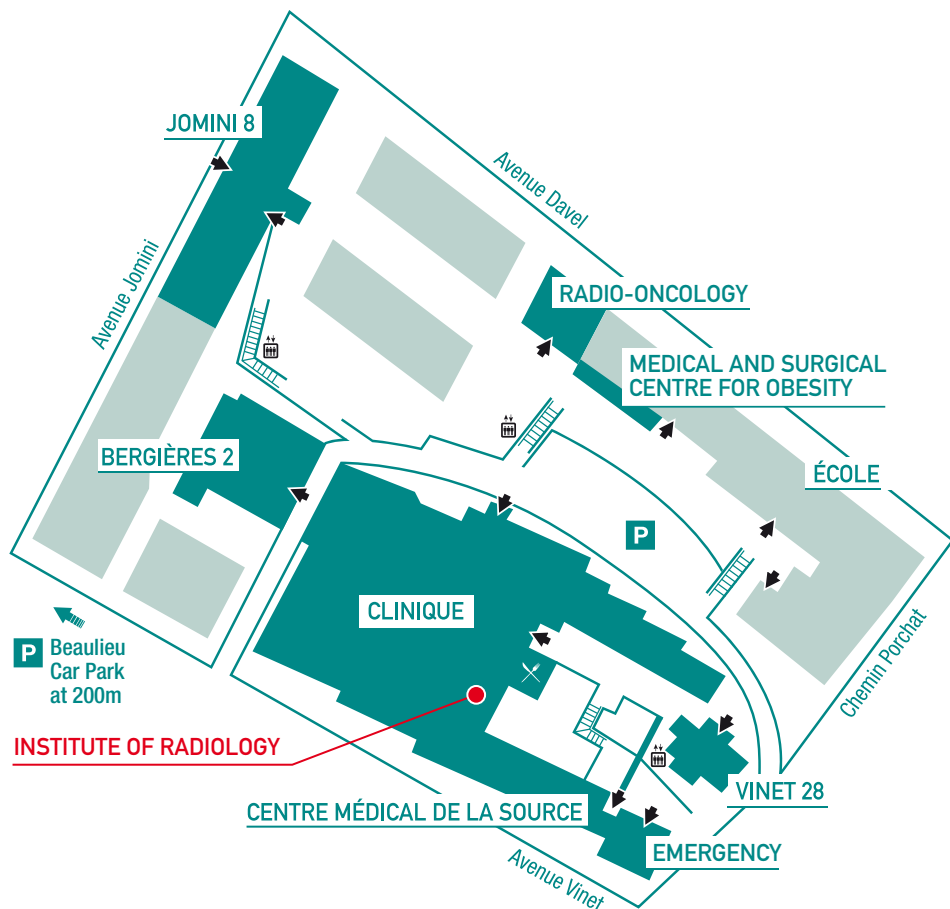 JOMINI 8
Avenue Davel
Avenue Jomini
RADIO-ONCOLOGY
MEDICAL AND SURGICAL
CENTRE FOR OBESITY
BERGIÈRES 2
ÉCOLE
P
CLINIQUE
P
Beaulieu
Car Park
at 200m
Chemin Porchat
INSTITUTE OF RADIOLOGY
VINET 28
CENTRE MÉDICAL DE LA SOURCE
EMERGENCY
Avenue Vinet